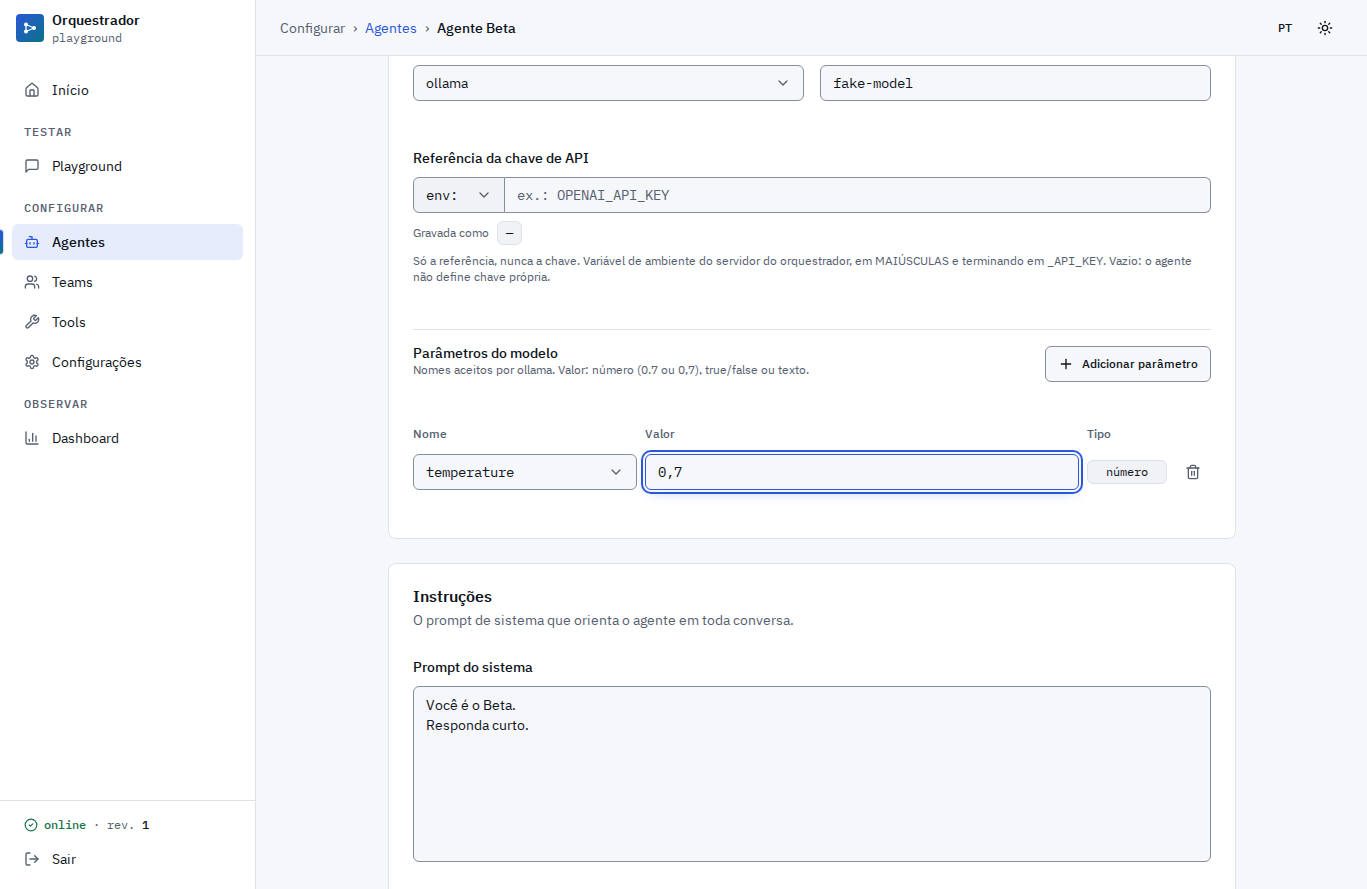 Orquestrador
playground
Início
TESTAR
Playground
CONFIGURAR
Agentes
Teams
Tools
Configurações
OBSERVAR
Dashboard
online · rev. 1
Sair
Configurar › Agentes › Agente Beta
PT
ollama
fake-model
Referência da chave de API
env:
ex.: OPENAI_API_KEY
Gravada como —
Só a referência, nunca a chave. Variável de ambiente do servidor do orquestrador, em MAIÚSCULAS e terminando em _API_KEY. Vazio: o agente
não define chave própria.
Parâmetros do modelo
Nomes aceitos por ollama. Valor: número (0.7 ou 0,7), true/false ou texto.
Adicionar parâmetro
Nome
Valor
Tipo
temperature
0,7
número
Instruções
O prompt de sistema que orienta o agente em toda conversa.
Prompt do sistema
Você é o Beta.
Responda curto.